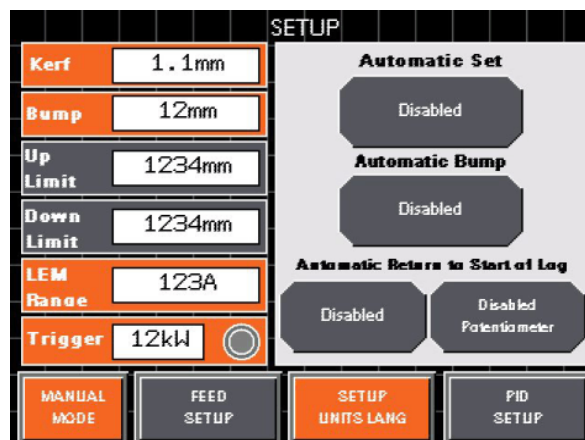 SETUP
Kerf 1.1mm
Bump 12mm
Up
Limit
1234mm
Down
Limit
1234mm
LEM
Range
123A
Trigger 12kW
Automatic Set
Disabled
Automatic Bump
Disabled
Automatic Return to Start of Log
Disabled
Disabled
Potentiometer
MANUAL
MODE
FEED
SETUP
SETUP
UNITS LANG
PID
SETUP